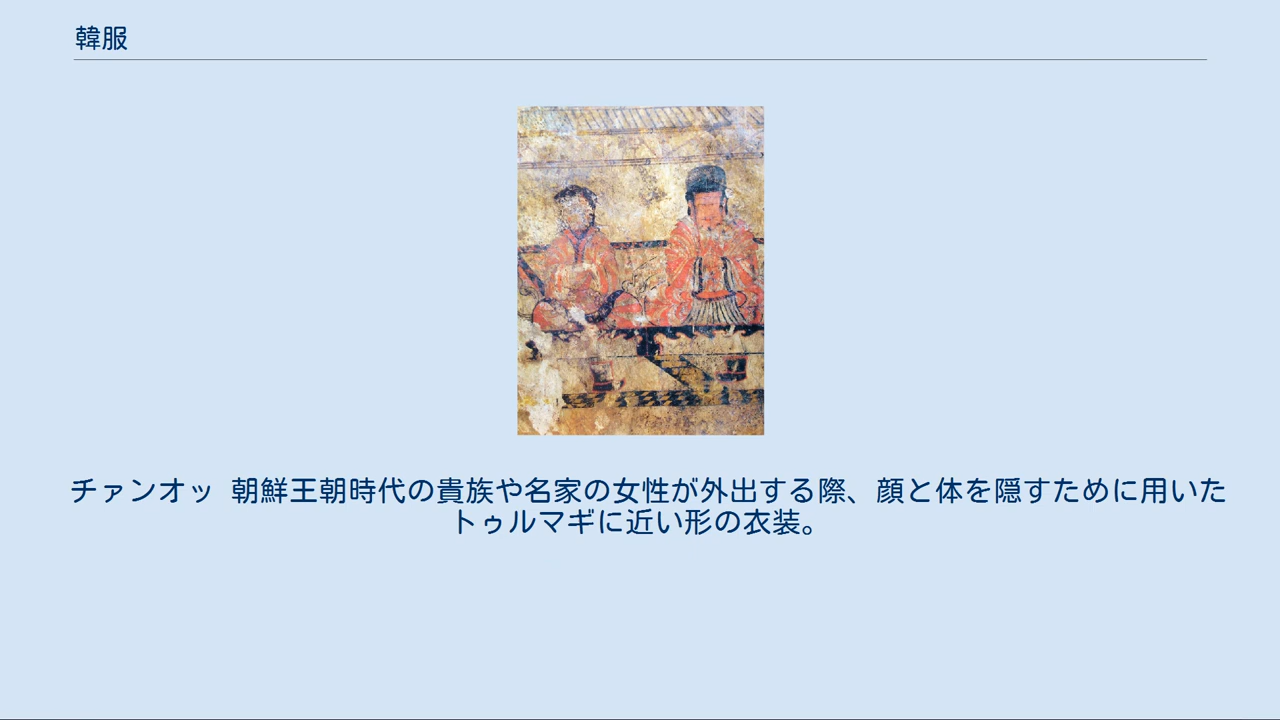 韓服
チァンオッ 朝鮮王朝時代の貴族や名家の女性が外出する際、顔と体を隠すために用いた
トゥルマギに近い形の衣装。